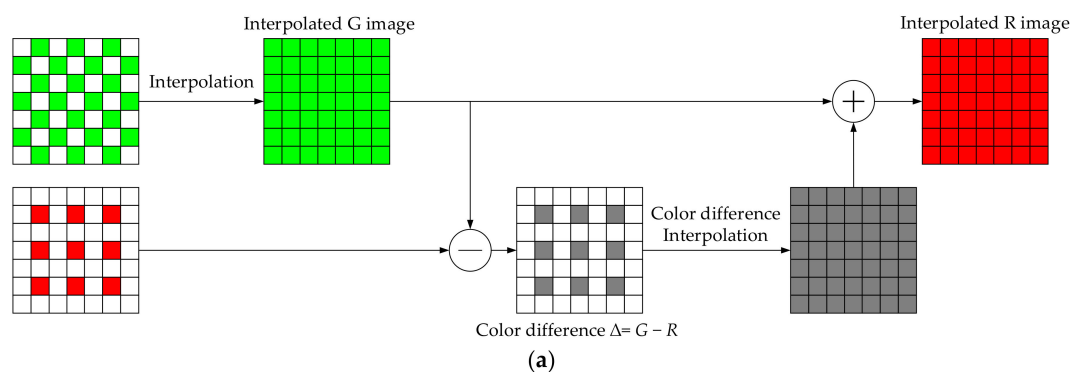 Interpolated G image
Interpolated R image
Interpolation
+
−
Color difference
Interpolation
Color difference Δ= G − R
(a)